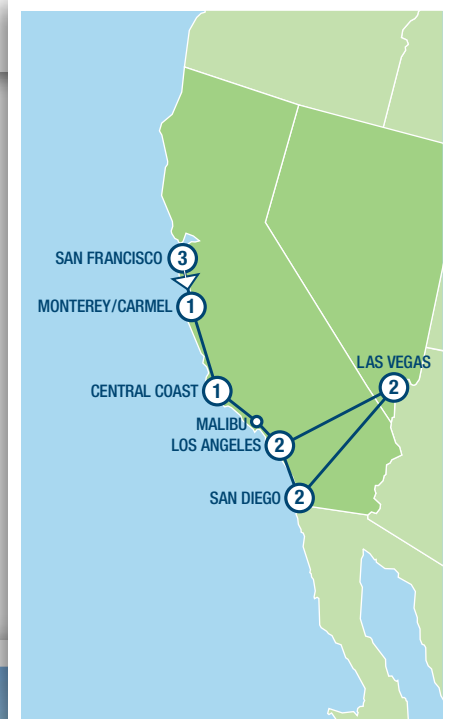 SAN FRANCISCO 3
MONTEREY/CARMEL 1
LAS VEGAS
2
CENTRAL COAST 1
MALIBU
LOS ANGELES 2
SAN DIEGO 2